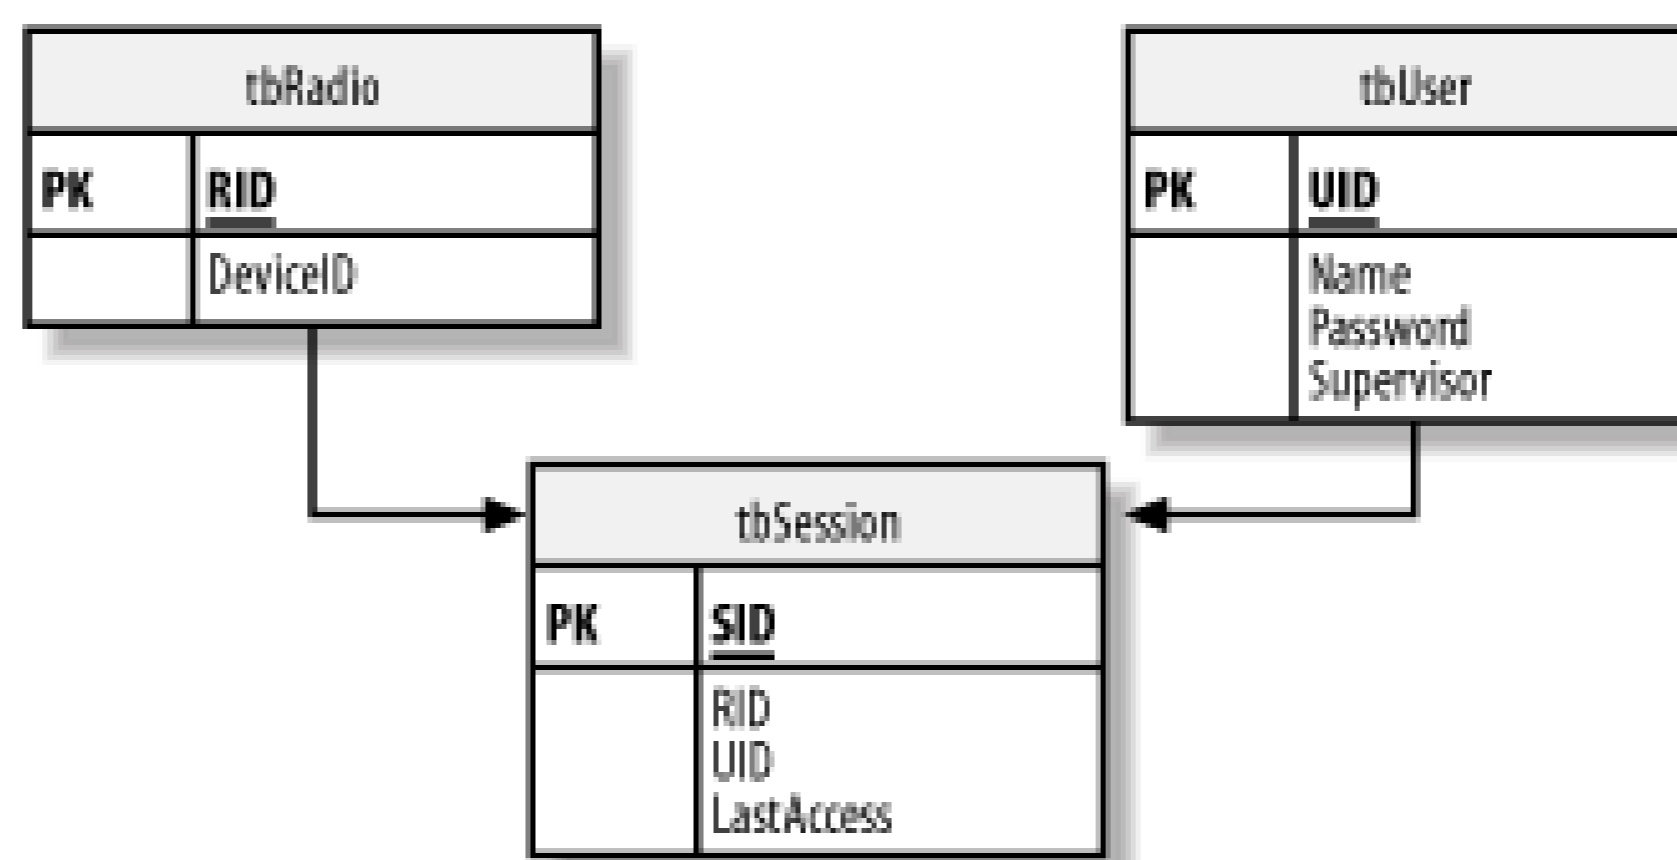 tbRadio
PK RID
DeviceID
tbUser
PK UID
Name
Password
Supervisor
tbSession
PK SID
RID
UID
LastAccess